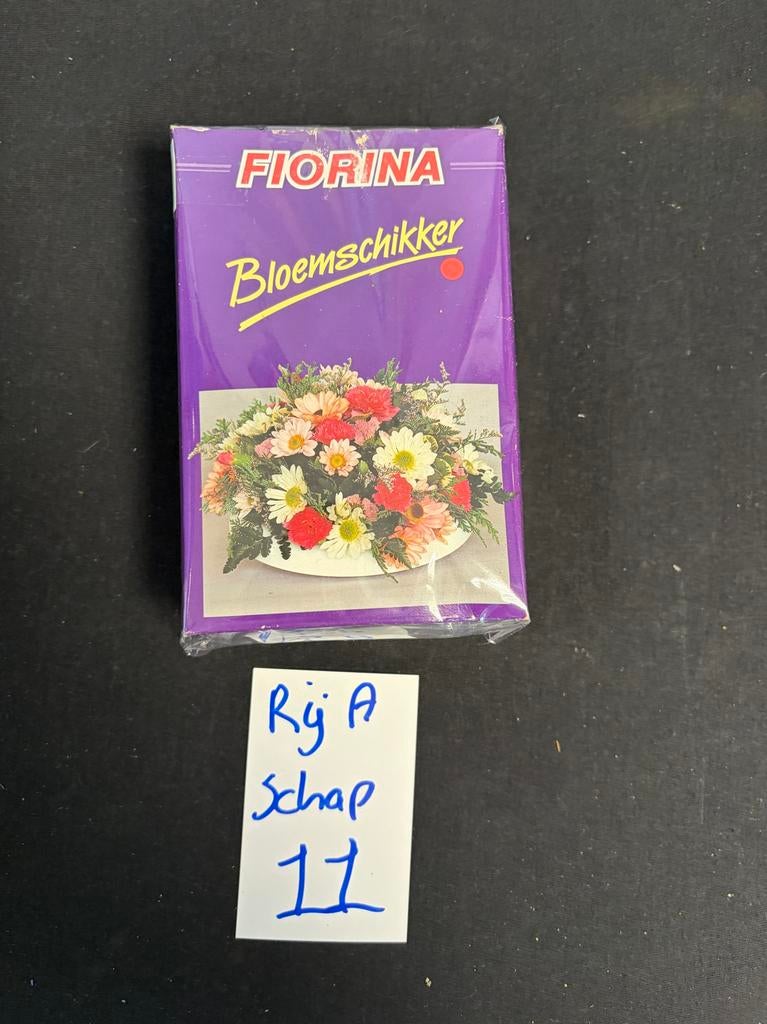 FIORINA
Bloemschikker
Rij A
Schap
11